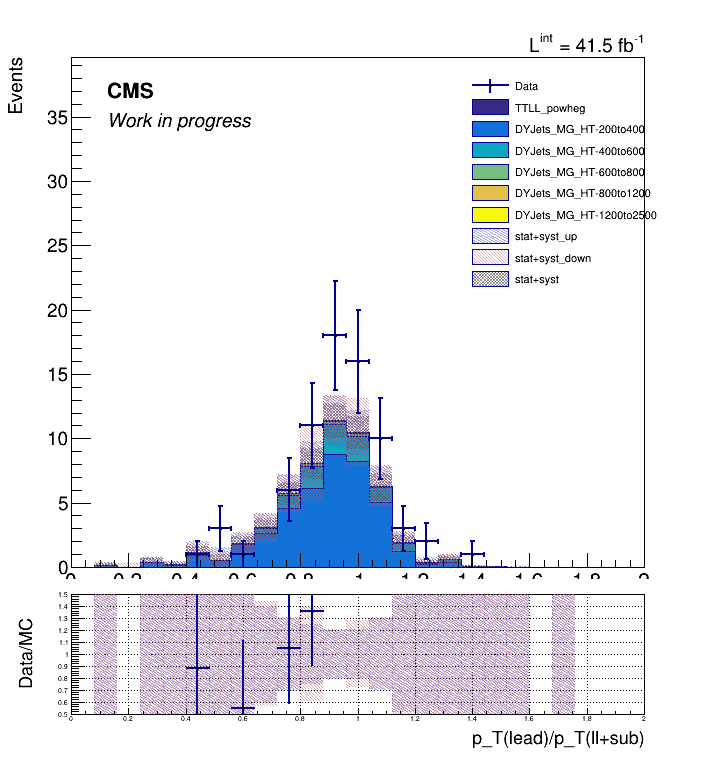 L^int = 41.5 fb^-1
Events
CMS
Work in progress
Data
TTLL_powheg
DYJets_MG_HT-200to400
DYJets_MG_HT-400to600
DYJets_MG_HT-600to800
DYJets_MG_HT-800to1200
DYJets_MG_HT-1200to2500
stat+syst_up
stat+syst_down
stat+syst
35
30
25
20
15
10
5
0
0 0.2 0.4 0.6 0.8 1 1.2 1.4 1.6 1.8 2
Data/MC
1.5
1.4
1.3
1.2
1.1
1
0.9
0.8
0.7
0.6
0.5
0 0.2 0.4 0.6 0.8 1 1.2 1.4 1.6 1.8 2
p_T(lead)/p_T(ll+sub)